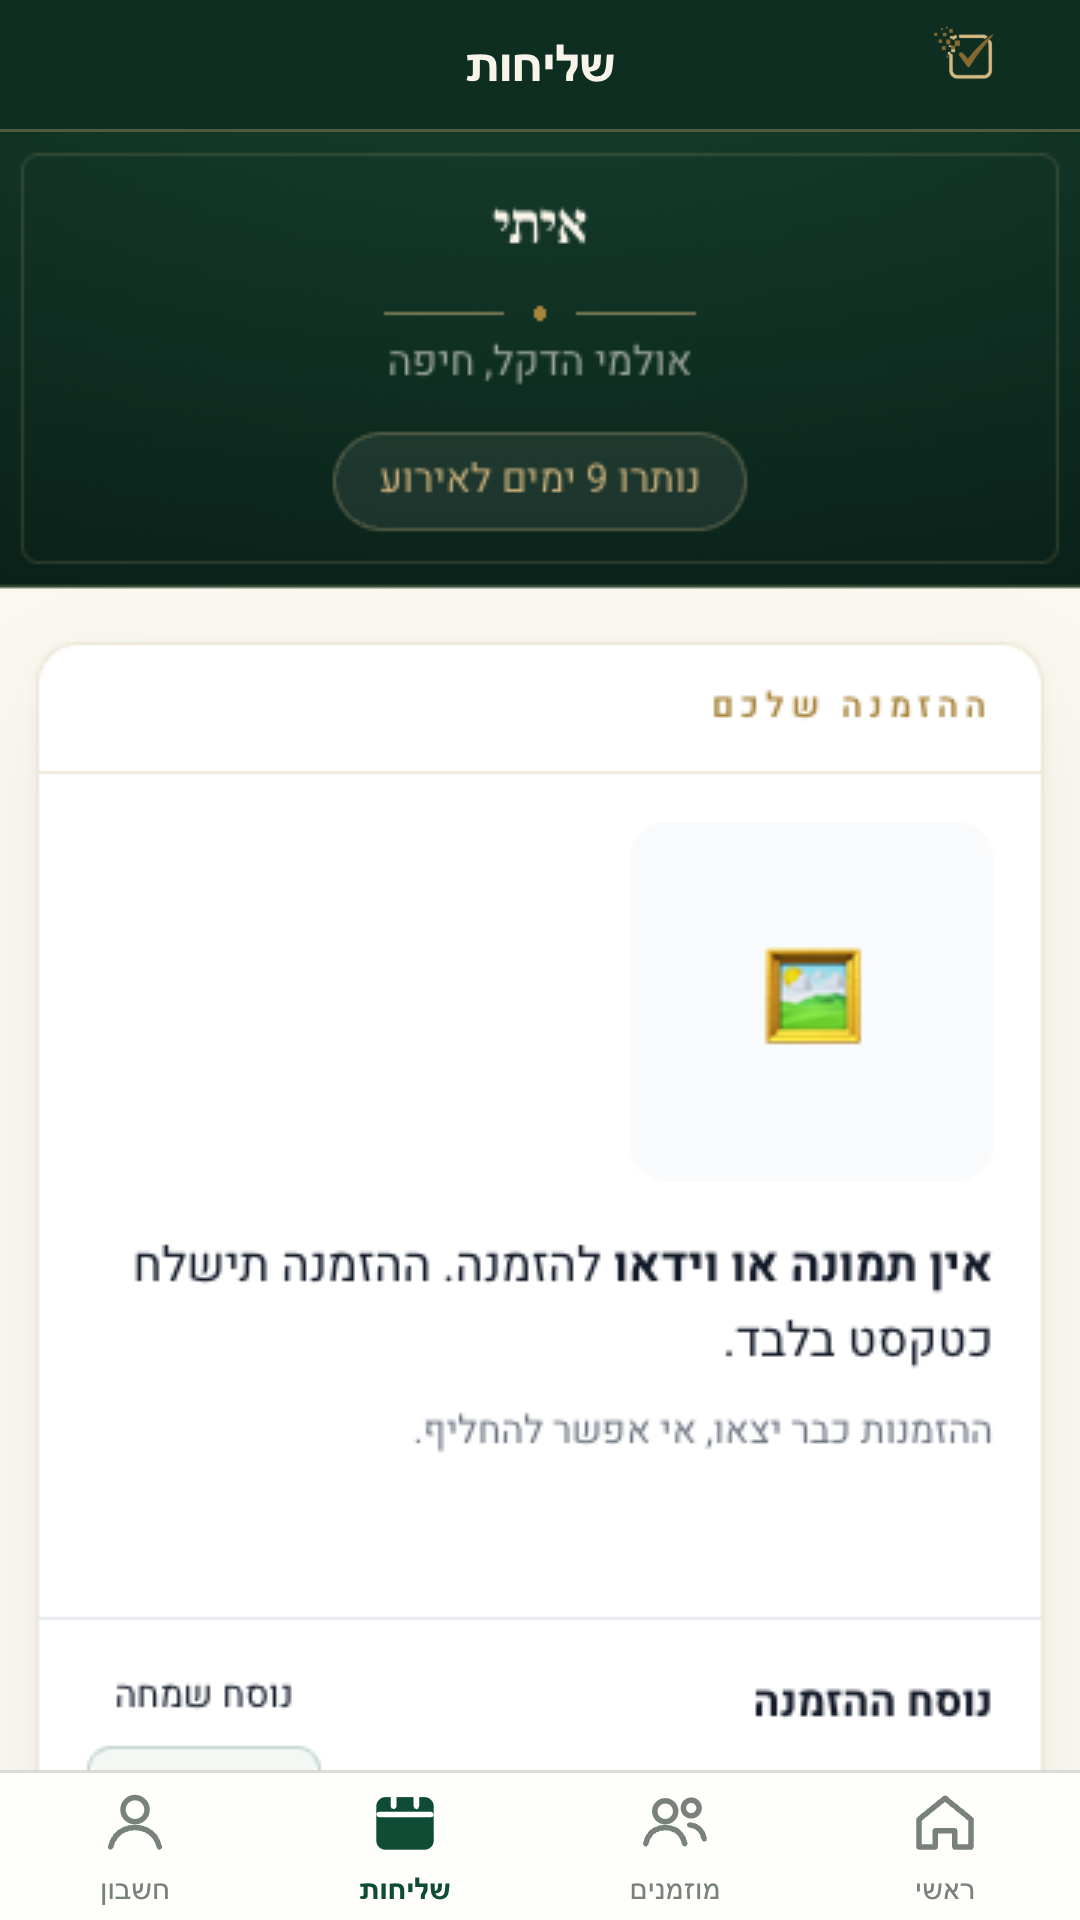 שליחות
איתי
אולמי הדקל, חיפה
נותרו 9 ימים לאירוע
ההזמנה שלכם
אין תמונה או וידאו להזמנה. ההזמנה תישלח
כטקסט בלבד.
ההזמנות כבר יצאו, אי אפשר להחליף.
נוסח ההזמנה
נוסח שמחה
ראשי
מוזמנים
שליחות
חשבון